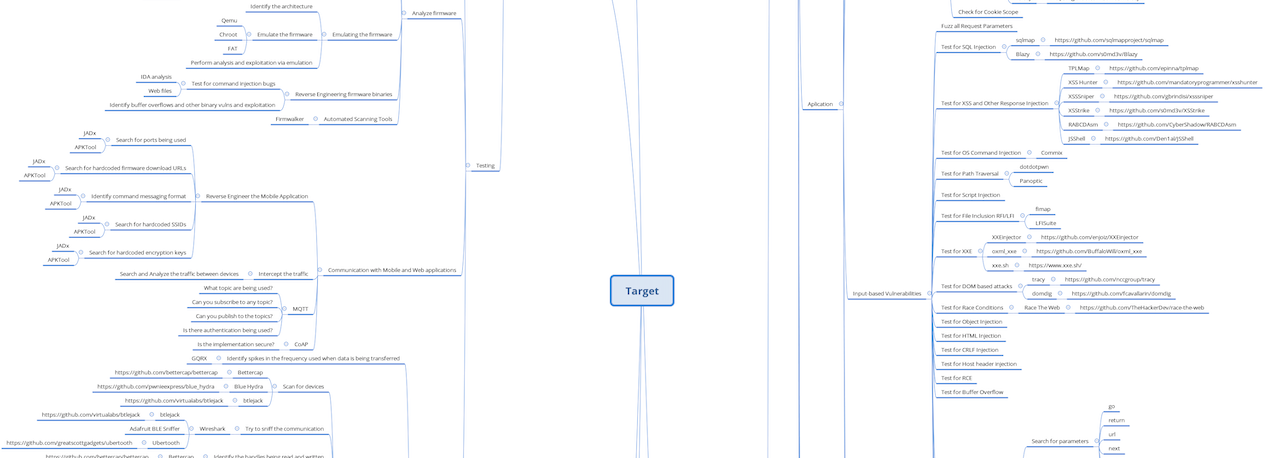 Identify the architecture
Analyze firmware
Qemu
Chroot
FAT
Emulate the firmware
Emulating the firmware
Perform analysis and exploitation via emulation
IDA analysis
Web files
Test for command injection bugs
Reverse Engineering firmware binaries
Identify buffer overflows and other binary vulns and exploitation
Firmwalker
Automated Scanning Tools
Testing
JADx
APKTool
Search for ports being used
JADx
APKTool
Search for hardcoded firmware download URLs
JADx
APKTool
Identify command messaging format
Reverse Engineer the Mobile Application
JADx
APKTool
Search for hardcoded SSIDs
JADx
APKTool
Search for hardcoded encryption keys
Search and Analyze the traffic between devices
Intercept the traffic
Communication with Mobile and Web applications
What topic are being used?
Can you subscribe to any topic?
Can you publish to the topics?
Is there authentication being used?
MQTT
Is the implementation secure?
CoAP
GQRX
Identify spikes in the frequency used when data is being transferred
https://github.com/bettercap/bettercap
Bettercap
https://github.com/pwnieexpress/blue_hydra
Blue Hydra
Scan for devices
https://github.com/virtualabs/btlejack
btlejack
https://github.com/virtualabs/btlejack
btlejack
Adafruit BLE Sniffer
Wireshark
Try to sniff the communication
https://github.com/greatscottgadgets/ubertooth
Ubertooth
https://github.com/bettercap/bettercap
Bettercap
Identify the handles being read and written
Target
Aplication
Check for Cookie Scope
Fuzz all Request Parameters
Test for SQL Injection
sqlmap
https://github.com/sqlmapproject/sqlmap
Blazy
https://github.com/s0md3v/Blazy
Test for XSS and Other Response Injection
TPLMap
https://github.com/epinna/tplmap
XSS.Hunter
https://github.com/mandatoryprogrammer/xsshunter
XSSSniper
https://github.com/gbrindisi/xsssniper
XSStrike
https://github.com/s0md3v/XSStrike
RABCDAsm
https://github.com/CyberShadow/RABCDAsm
JSShell
https://github.com/Den1al/JSShell
Test for OS Command Injection
Commix
Test for Path Traversal
dotdotpwn
Panoptic
Test for Script Injection
Test for File Inclusion RFI/LFI
fimap
LFISuite
Test for XXE
XXEinjector
https://github.com/enjoiz/XXEinjector
oxml_xxe
https://github.com/BuffaloWill/oxml_xxe
xxe.sh
https://www.xxe.sh/
Input-based Vulnerabilities
Test for DOM based attacks
tracy
https://github.com/nccgroup/tracy
domdig
https://github.com/fcavallarin/domdig
Test for Race Conditions
Race The Web
https://github.com/TheHackerDev/race-the-web
Test for Object Injection
Test for HTML Injection
Test for CRLF Injection
Test for Host header injection
Test for RCE
Test for Buffer Overflow
Search for parameters
go
return
url
next